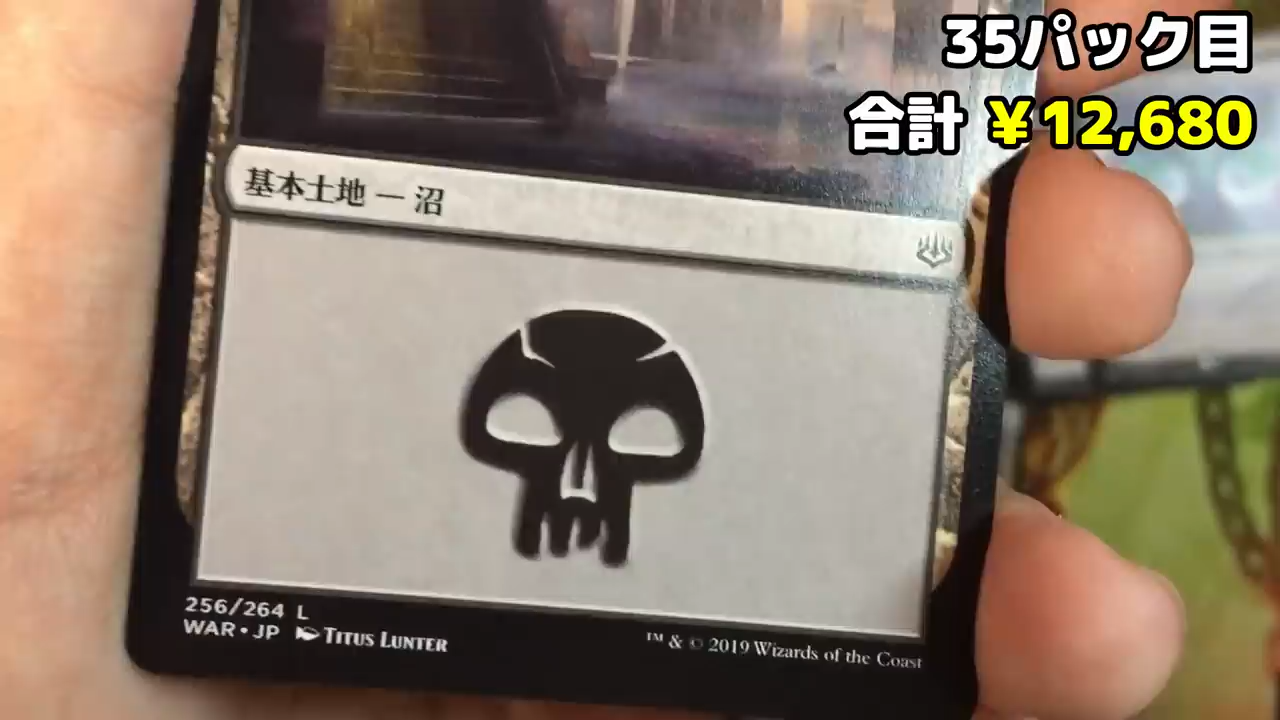 35パック目
合計 ￥12,680
基本土地 — 沼
256/264 L
WAR • JP Titus Lunter
™ & © 2019 Wizards of the Coast